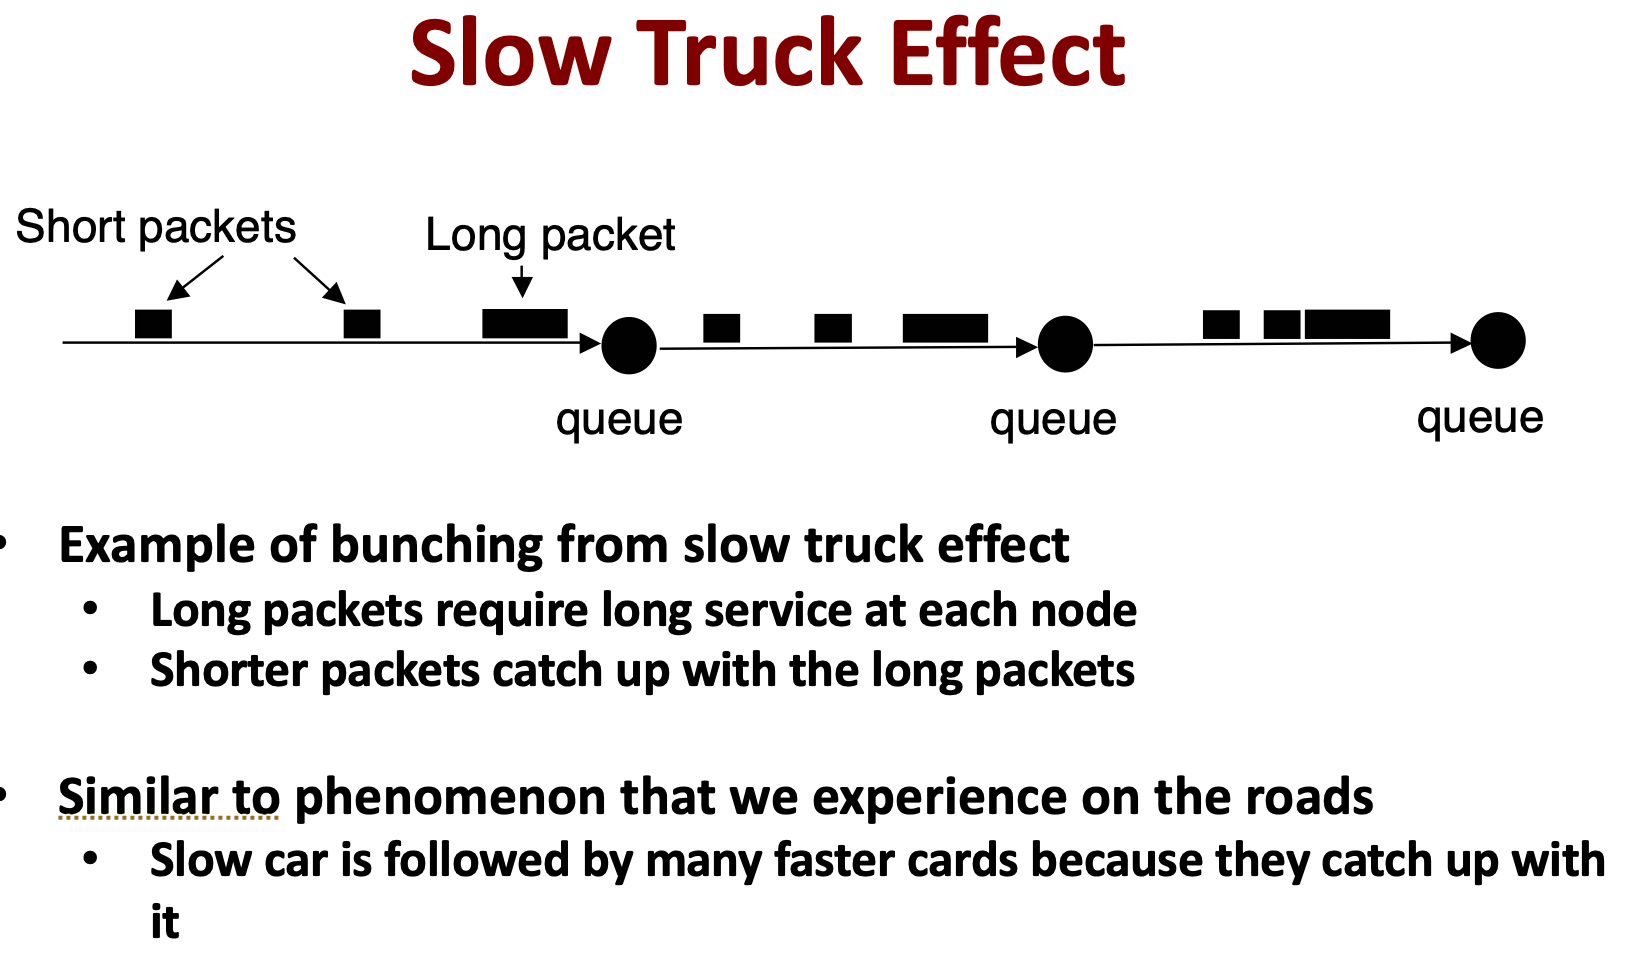 Slow Truck Effect
Short packets
Long packet
queue
queue
queue
• Example of bunching from slow truck effect
• Long packets require long service at each node
• Shorter packets catch up with the long packets
• Similar to phenomenon that we experience on the roads
• Slow car is followed by many faster cards because they catch up with
it